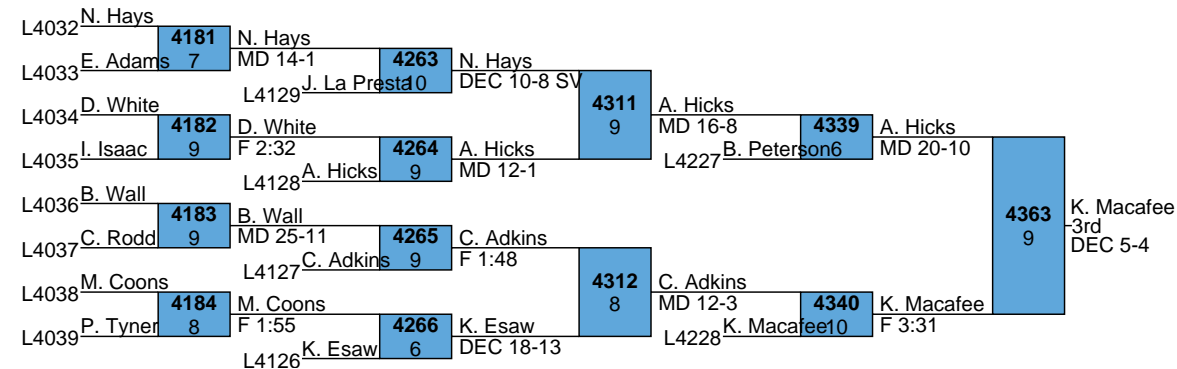 L4032 N. Hays
4181
7
L4033 E. Adams
N. Hays
MD 14-1
4263
10
L4129 J. La Presta
N. Hays
DEC 10-8 SV
L4034 D. White
4182
9
L4035 I. Isaac
D. White
F 2:32
4264
9
L4128 A. Hicks
A. Hicks
MD 12-1
4311
9
A. Hicks
MD 16-8
4339
6
L4227 B. Peterson
A. Hicks
MD 20-10
L4036 B. Wall
4183
9
L4037 C. Rodd
B. Wall
MD 25-11
4265
9
L4127 C. Adkins
C. Adkins
F 1:48
L4038 M. Coons
4184
8
L4039 P. Tyner
M. Coons
F 1:55
4266
6
L4126 K. Esaw
K. Esaw
DEC 18-13
4312
8
C. Adkins
MD 12-3
4340
10
L4228 K. Macafee
K. Macafee
F 3:31
4363
9
K. Macafee
3rd
DEC 5-4